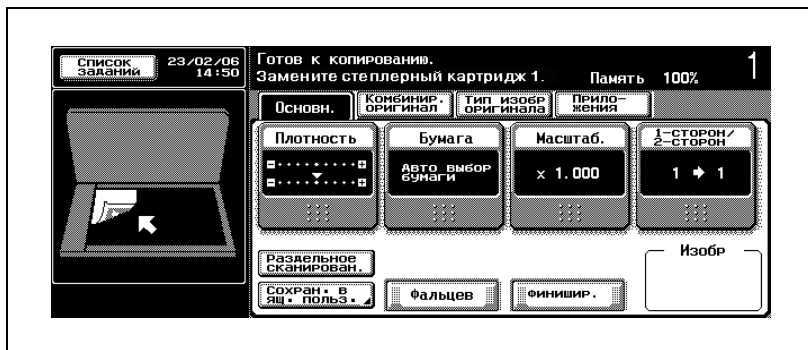 Список
заданий
23/02/06
14:50
Готов к копированию.
Замените степлерный картридж 1.
Память 100%
1
Основн.
Комбинир.
оригинал
Тип изобр
оригинала
Прило-
жения
Плотность
Бумага
Масштаб.
1-сторон/
2-сторон
Авто выбор
бумаги
x 1.000
1 ➔ 1
Раздельное
сканирован.
Изобр
Сохран. в
ящ. польз.
Фальцев
Финишир.